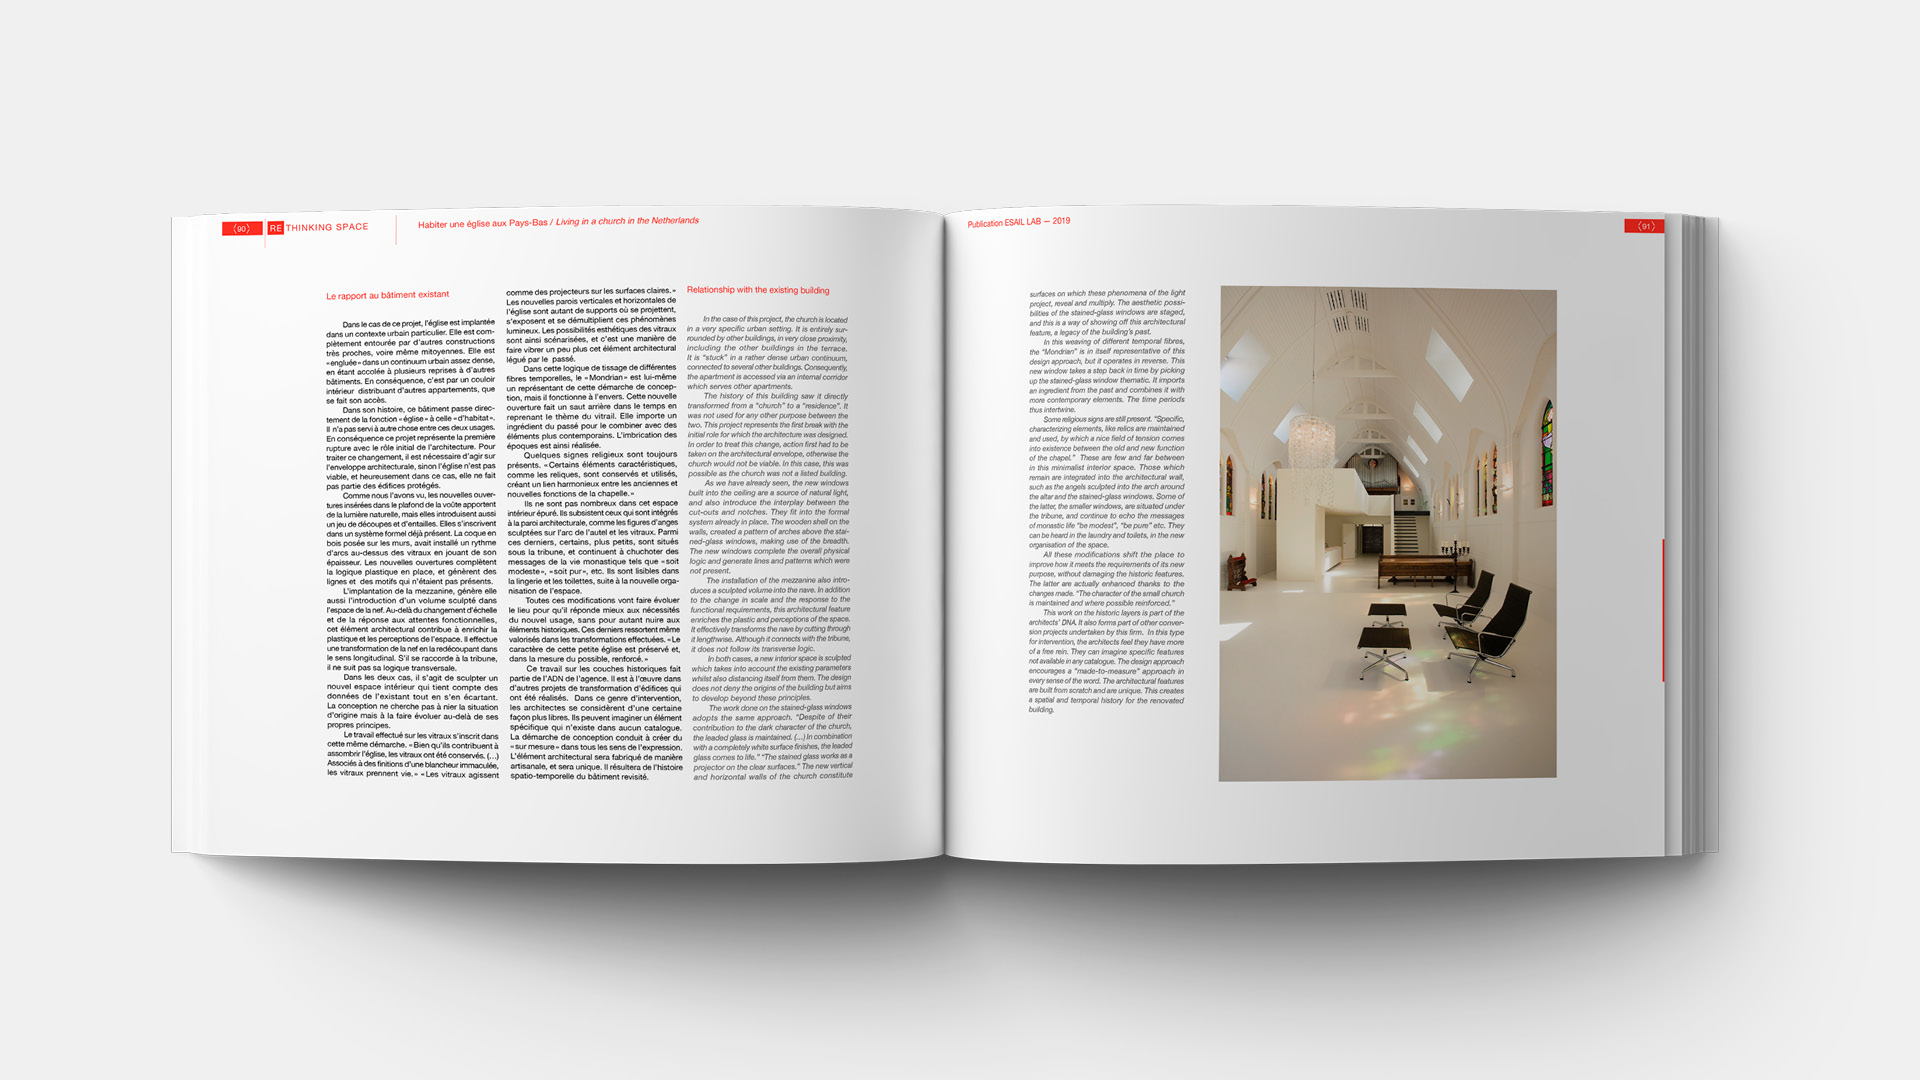 (90)
RE THINKING SPACE
Habiter une église aux Pays-Bas / Living in a church in the Netherlands
Le rapport au bâtiment existant
Dans le cas de ce projet, l'église est implantée
dans un contexte urbain particulier. Elle est com-
plètement entourée par d'autres constructions
très proches, voire même mitoyennes. Elle est
«engluée» dans un continuum urbain assez dense,
en étant accolée à plusieurs reprises à d'autres
bâtiments. En conséquence, c'est par un couloir
intérieur distribuant d'autres appartements, que
se fait son accès.
Dans son histoire, ce bâtiment passe direc-
tement de la fonction «église» à celle «d'habitat».
Il n'a pas servi à autre chose entre ces deux usages.
En conséquence ce projet représente la première
rupture avec le rôle initial de l'architecture. Pour
traiter ce changement, il est nécessaire d'agir sur
l'enveloppe architecturale, sinon l'église n'est pas
viable, et heureusement dans ce cas, elle ne fait
pas partie des édifices protégés.
Comme nous l'avons vu, les nouvelles ouver-
tures insérées dans le plafond de la voûte apportent
de la lumière naturelle, mais elles introduisent aussi
un jeu de découpes et d'entailles. Elles s'inscrivent
dans un système formel déjà présent. La coque en
bois posée sur les murs, avait installé un rythme
d'arcs au-dessus des vitraux en jouant de son
épaisseur. Les nouvelles ouvertures complètent
la logique plastique en place, et génèrent des
lignes et des motifs qui n'étaient pas présents.
L'implantation de la mezzanine, génère elle
aussi l'introduction d'un volume sculpté dans
l'espace de la nef. Au-delà du changement d'échelle
et de la réponse aux attentes fonctionnelles,
cet élément architectural contribue à enrichir la
plastique et les perceptions de l'espace. Il effectue
une transformation de la nef en la redécoupant dans
le sens longitudinal. S'il se raccorde à la tribune,
il ne suit pas sa logique transversale.
Dans les deux cas, il s'agit de sculpter un
nouvel espace intérieur qui tient compte des
données de l'existant tout en s'en écartant.
La conception ne cherche pas à nier la situation
d'origine mais à la faire évoluer au-delà de ses
propres principes.
Le travail effectué sur les vitraux s'inscrit dans
cette même démarche. «Bien qu'ils contribuent à
assombrir l'église, les vitraux ont été conservés. (...)
Associés à des finitions d'une blancheur immaculée,
les vitraux prennent vie.» «Les vitraux agissent
comme des projecteurs sur les surfaces claires.»
Les nouvelles parois verticales et horizontales de
l'église sont autant de supports où se projettent,
s'exposent et se démultiplient ces phénomènes
lumineux. Les possibilités esthétiques des vitraux
sont ainsi scénarisées, et c'est une manière de
faire vibrer un peu plus cet élément architectural
légué par le passé.
Dans cette logique de tissage de différentes
fibres temporelles, le «Mondrian» est lui-même
un représentant de cette démarche de concep-
tion, mais il fonctionne à l'envers. Cette nouvelle
ouverture fait un saut arrière dans le temps en
reprenant le thème du vitrail. Elle importe un
ingrédient du passé pour le combiner avec des
éléments plus contemporains. L'imbrication des
époques est ainsi réalisée.
Quelques signes religieux sont toujours
présents. «Certains éléments caractéristiques,
comme les reliques, sont conservés et utilisés,
créant un lien harmonieux entre les anciennes et
nouvelles fonctions de la chapelle.»
Ils ne sont pas nombreux dans cet espace
intérieur épuré. Ils subsistent ceux qui sont intégrés
à la paroi architecturale, comme les figures d'anges
sculptées sur l'arc de l'autel et les vitraux. Parmi
ces derniers, certains, plus petits, sont situés
sous la tribune, et continuent à chuchoter des
messages de la vie monastique tels que «soit
modeste», «soit pur», etc. Ils sont lisibles dans
la lingerie et les toilettes, suite à la nouvelle orga-
nisation de l'espace.
Toutes ces modifications vont faire évoluer
le lieu pour qu'il réponde mieux aux nécessités
du nouvel usage, sans pour autant nuire aux
éléments historiques. Ces derniers ressortent même
valorisés dans les transformations effectuées. «Le
caractère de cette petite église est préservé et,
dans la mesure du possible, renforcé.»
Ce travail sur les couches historiques fait
partie de l'ADN de l'agence. Il est à l'œuvre dans
d'autres projets de transformation d'édifices qui
ont été réalisés. Dans ce genre d'intervention,
les architectes se considèrent d'une certaine
façon plus libres. Ils peuvent imaginer un élément
spécifique qui n'existe dans aucun catalogue.
La démarche de conception conduit à créer du
«sur mesure» dans tous les sens de l'expression.
L'élément architectural sera fabriqué de manière
artisanale, et sera unique. Il résultera de l'histoire
spatio-temporelle du bâtiment revisité.
Relationship with the existing building
In the case of this project, the church is located
in a very specific urban setting. It is entirely sur-
rounded by other buildings, in very close proximity,
including the other buildings in the terrace.
It is "stuck" in a rather dense urban continuum,
connected to several other buildings. Consequently,
the apartment is accessed via an internal corridor
which serves other apartments.
The history of this building saw it directly
transformed from a "church" to a "residence". It
was not used for any other purpose between the
two. This project represents the first break with the
initial role for which the architecture was designed.
In order to treat this change, action first had to be
taken on the architectural envelope, otherwise the
church would not be viable. In this case, this was
possible as the church was not a listed building.
As we have already seen, the new windows
built into the ceiling are a source of natural light,
and also introduce the interplay between the
cut-outs and notches. They fit into the formal
system already in place. The wooden shell on the
walls, created a pattern of arches above the stai-
ned-glass windows, making use of the breadth.
The new windows complete the overall physical
logic and generate lines and patterns which were
not present.
The installation of the mezzanine also intro-
duces a sculpted volume into the nave. In addition
to the change in scale and the response to the
functional requirements, this architectural feature
enriches the plastic and perceptions of the space.
It effectively transforms the nave by cutting through
it lengthwise. Although it connects with the tribune,
it does not follow its transverse logic.
In both cases, a new interior space is sculpted
which takes into account the existing parameters
whilst also distancing itself from them. The design
does not deny the origins of the building but aims
to develop beyond these principles.
The work done on the stained-glass windows
adopts the same approach. "Despite of their
contribution to the dark character of the church,
the leaded glass is maintained. (...) In combination
with a completely white surface finishes, the leaded
glass comes to life." "The stained glass works as a
projector on the clear surfaces." The new vertical
and horizontal walls of the church constitute
Publication ESAIL LAB — 2019
(91)
surfaces on which these phenomena of the light
project, reveal and multiply. The aesthetic possi-
bilities of the stained-glass windows are staged,
and this is a way of showing off this architectural
feature, a legacy of the building's past.
In this weaving of different temporal fibres,
the "Mondrian" is in itself representative of this
design approach, but it operates in reverse. This
new window takes a step back in time by picking
up the stained-glass window thematic. It imports
an ingredient from the past and combines it with
more contemporary elements. The time periods
thus intertwine.
Some religious signs are still present. "Specific,
characterizing elements, like relics are maintained
and used, by which a nice field of tension comes
into existence between the old and new function
of the chapel." These are few and far between
in this minimalist interior space. Those which
remain are integrated into the architectural wall,
such as the angels sculpted into the arch around
the altar and the stained-glass windows. Some of
the latter, the smaller windows, are situated under
the tribune, and continue to echo the messages
of monastic life "be modest", "be pure" etc. They
can be heard in the laundry and toilets, in the new
organisation of the space.
All these modifications shift the place to
improve how it meets the requirements of its new
purpose, without damaging the historic features.
The latter are actually enhanced thanks to the
changes made. "The character of the small church
is maintained and where possible reinforced."
This work on the historic layers is part of the
architects' DNA. It also forms part of other conver-
sion projects undertaken by this firm. In this type
for intervention, the architects feel they have more
of a free rein. They can imagine specific features
not available in any catalogue. The design approach
encourages a "made-to-measure" approach in
every sense of the word. The architectural features
are built from scratch and are unique. This creates
a spatial and temporal history for the renovated
building.